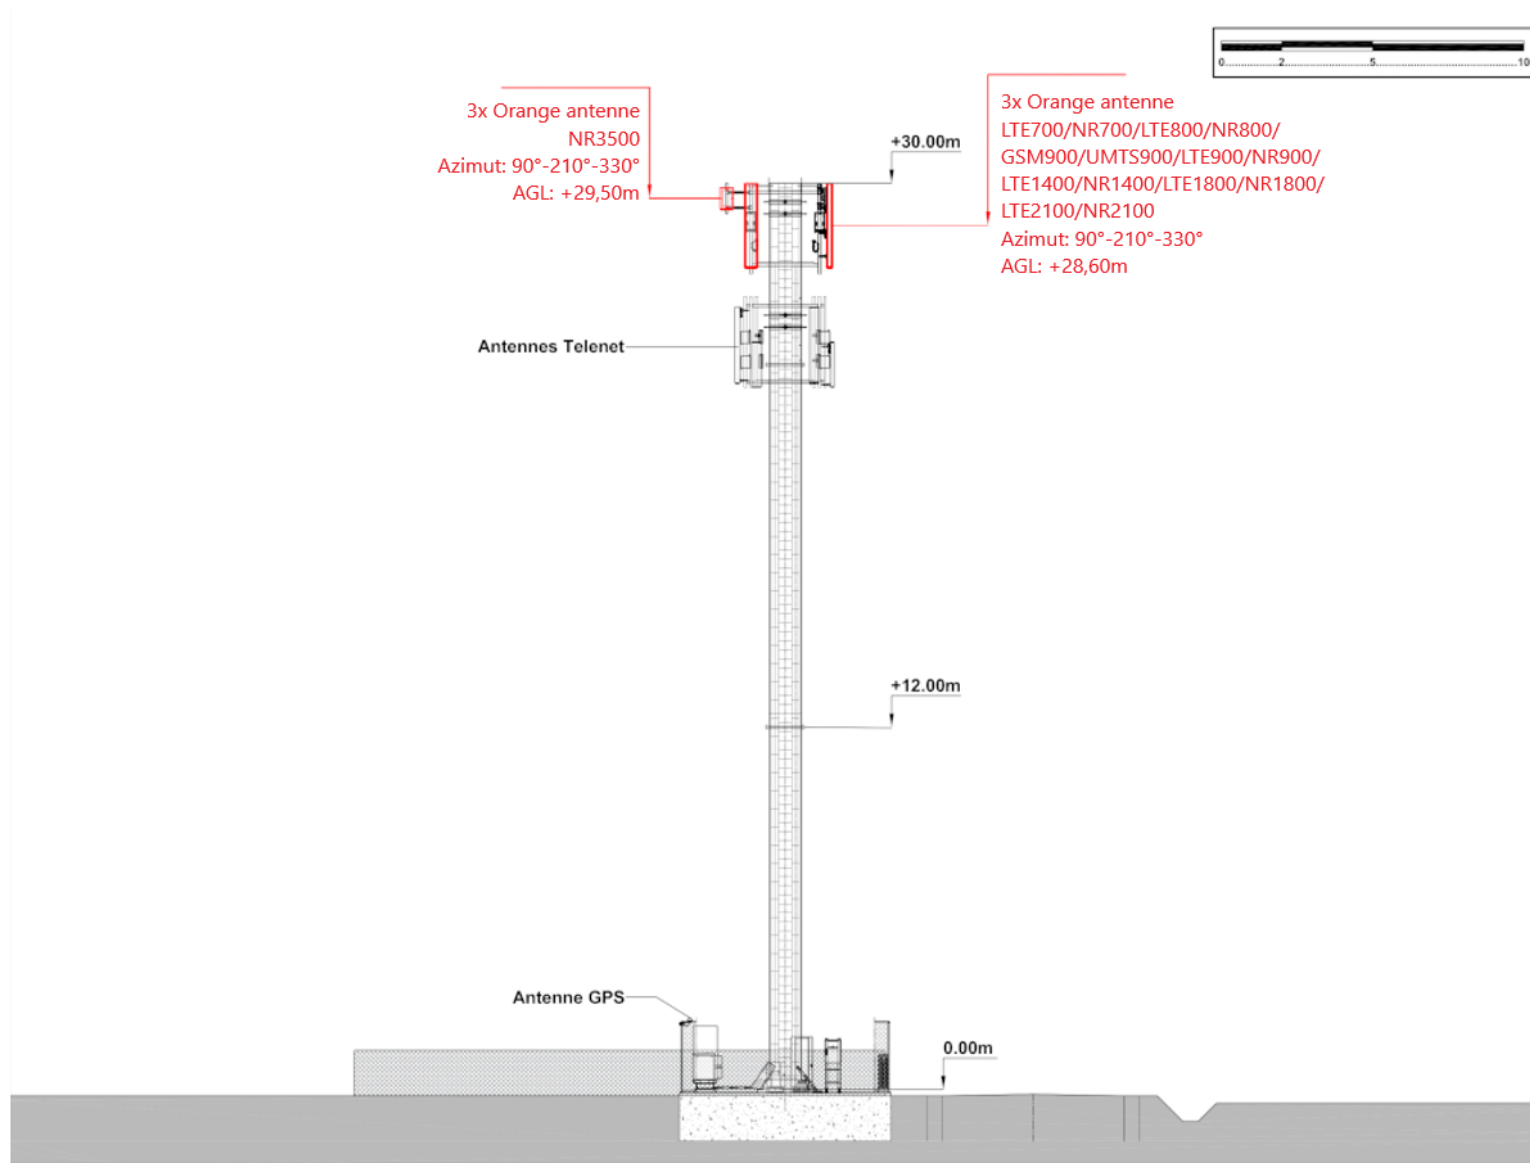 0 2 5 10
3x Orange antenne
NR3500
Azimut: 90°-210°-330°
AGL: +29,50m
3x Orange antenne
LTE700/NR700/LTE800/NR800/
GSM900/UMTS900/LTE900/NR900/
LTE1400/NR1400/LTE1800/NR1800/
LTE2100/NR2100
Azimut: 90°-210°-330°
AGL: +28,60m
+30.00m
Antennes Telenet
+12.00m
Antenne GPS
0.00m